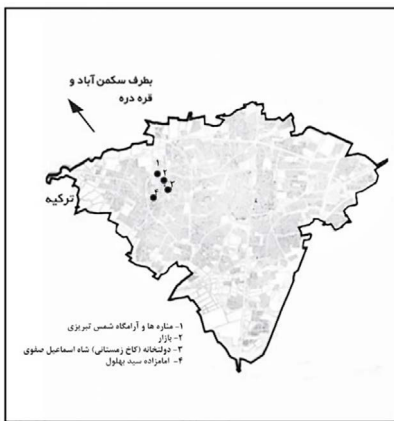 بطرف سکمن آباد و
قره دره
ترکیه
۱
۲
۳
۴
۱- مناره ها و آرامگاه شمس تبریزی
۲- بازار
۳- دولتخانه (کاخ زمستانی) شاه اسماعیل صفوی
۴- امامزاده سید بهلول